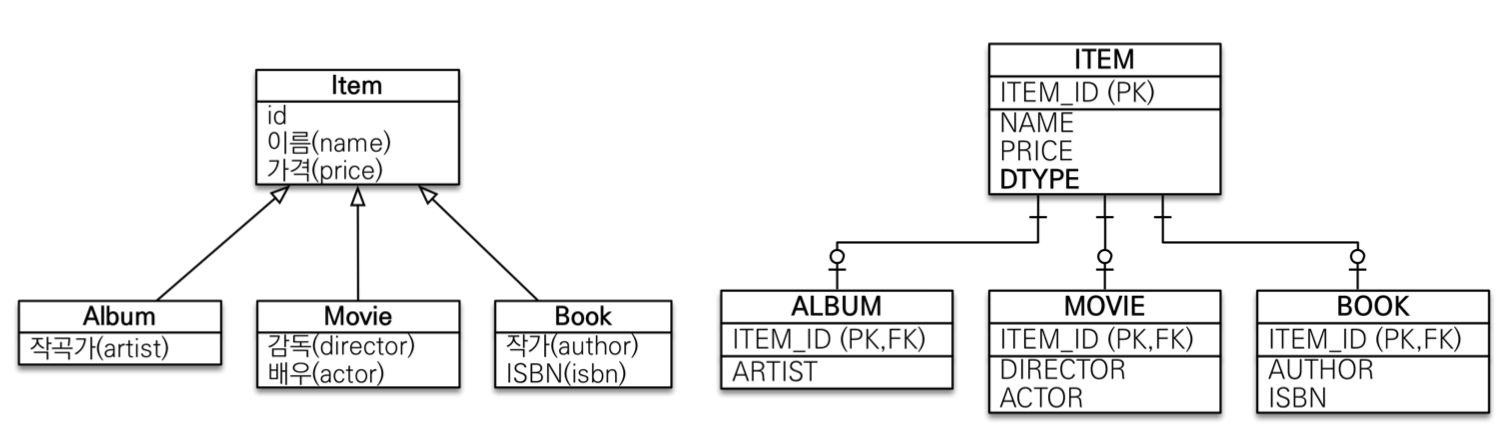 Item
id
이름(name)
가격(price)
Album
작곡가(artist)
Movie
감독(director)
배우(actor)
Book
작가(author)
ISBN(isbn)
ITEM
ITEM_ID (PK)
NAME
PRICE
DTYPE
ALBUM
ITEM_ID (PK,FK)
ARTIST
MOVIE
ITEM_ID (PK,FK)
DIRECTOR
ACTOR
BOOK
ITEM_ID (PK,FK)
AUTHOR
ISBN